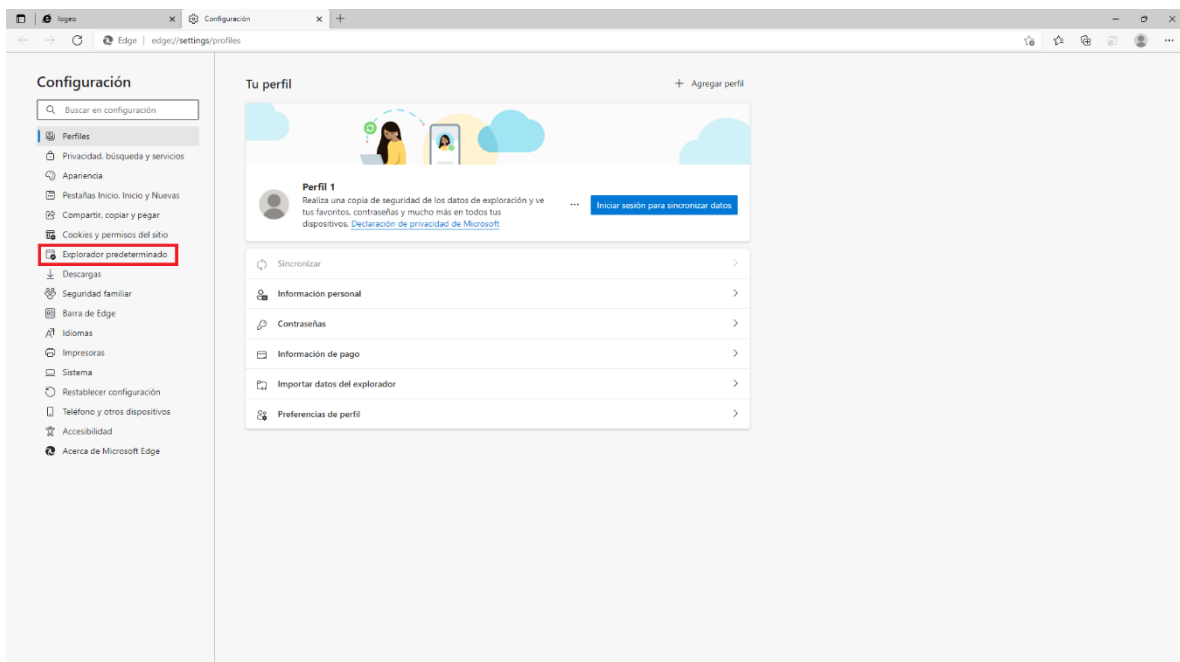 logeo
Configuración
Edge | edge://settings/profiles
Configuración
Buscar en configuración
Perfiles
Privacidad, búsqueda y servicios
Apariencia
Pestañas Inicio, Inicio y Nuevas
Compartir, copiar y pegar
Cookies y permisos del sitio
Explorador predeterminado
Descargas
Seguridad familiar
Barra de Edge
Idiomas
Impresoras
Sistema
Restablecer configuración
Teléfono y otros dispositivos
Accesibilidad
Acerca de Microsoft Edge
Tu perfil
Agregar perfil
Perfil 1
Realiza una copia de seguridad de los datos de exploración y ve
tus favoritos, contraseñas y mucho más en todos tus
dispositivos. Declaración de privacidad de Microsoft
Iniciar sesión para sincronizar datos
Sincronizar
Información personal
Contraseñas
Información de pago
Importar datos del explorador
Preferencias de perfil